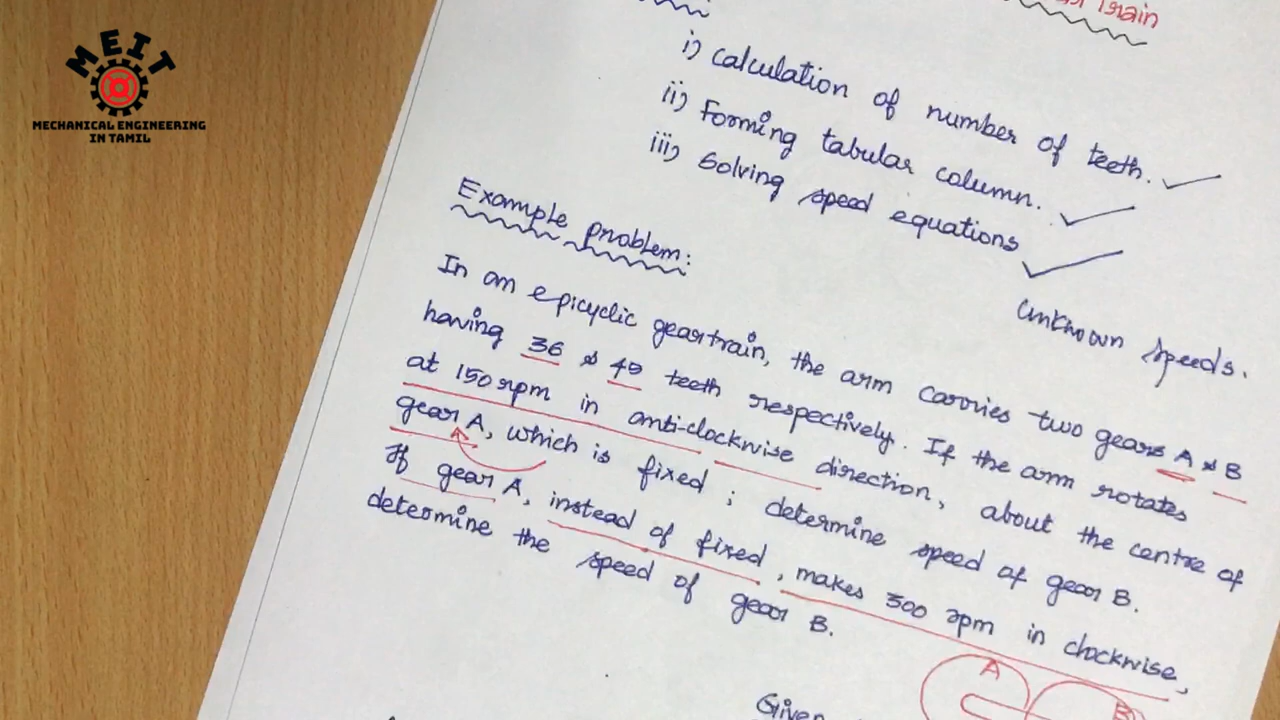 MEIT
MECHANICAL ENGINEERING
IN TAMIL
Train
i) Calculation of number of teeth.
ii) Forming tabular column.
iii) Solving speed equations
Unknown speeds.
Example problem:
In an epicyclic geartrain, the arm carries two gears A & B
having 36 & 45 teeth respectively. If the arm rotates
at 150 rpm in anti-clockwise direction, about the centre of
gear A, which is fixed; determine speed of gear B.
If gear A, instead of fixed, makes 300 rpm in clockwise,
determine the speed of gear B.
A
B
Given